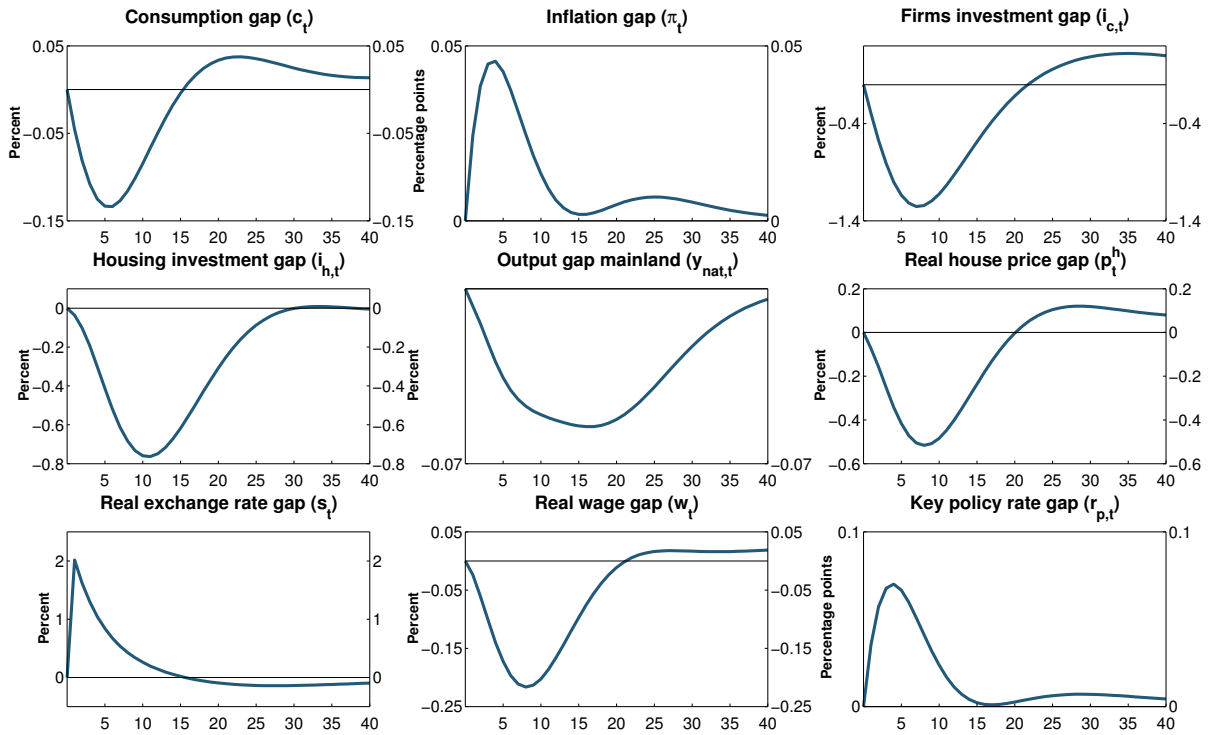 Consumption gap (c_t)
Percent
0.05 0.05
−0.05 −0.05
−0.15 −0.15
5 10 15 20 25 30 35 40
Inflation gap (π_t)
Percentage points
0.05 0.05
0 0
5 10 15 20 25 30 35 40
Firms investment gap (i_{c,t})
Percent
−0.4 −0.4
−1.4 −1.4
5 10 15 20 25 30 35 40
Housing investment gap (i_{h,t})
Percent
0 0
−0.2 −0.2
−0.4 −0.4
−0.6 −0.6
−0.8 −0.8
5 10 15 20 25 30 35 40
Output gap mainland (y_{nat,t})
Percent
−0.07 −0.07
5 10 15 20 25 30 35 40
Real house price gap (p_t^h)
Percent
0.2 0.2
0 0
−0.2 −0.2
−0.4 −0.4
−0.6 −0.6
5 10 15 20 25 30 35 40
Real exchange rate gap (s_t)
Percent
2 2
1 1
0 0
5 10 15 20 25 30 35 40
Real wage gap (w_t)
Percent
0.05 0.05
−0.05 −0.05
−0.15 −0.15
−0.25 −0.25
5 10 15 20 25 30 35 40
Key policy rate gap (r_{p,t})
Percentage points
0.1 0.1
0 0
5 10 15 20 25 30 35 40